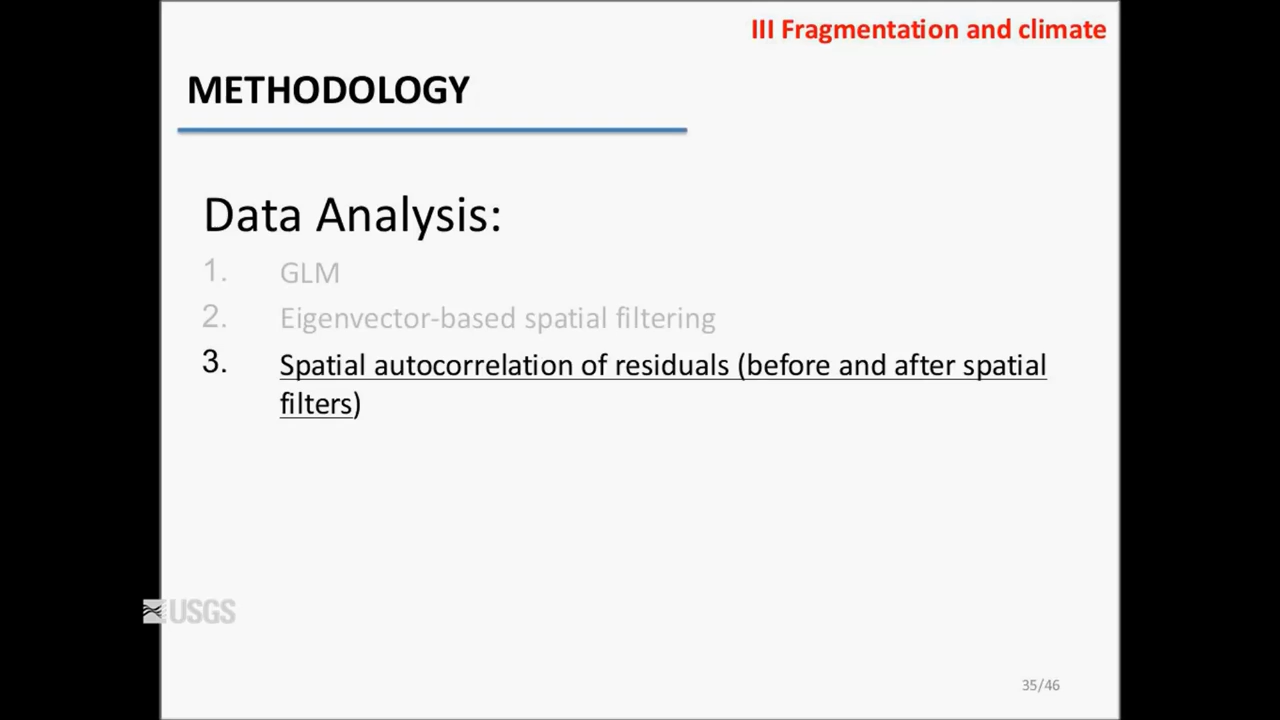 III Fragmentation and climate
METHODOLOGY
Data Analysis:
1. GLM
2. Eigenvector-based spatial filtering
3. Spatial autocorrelation of residuals (before and after spatial
filters)
USGS
35/46